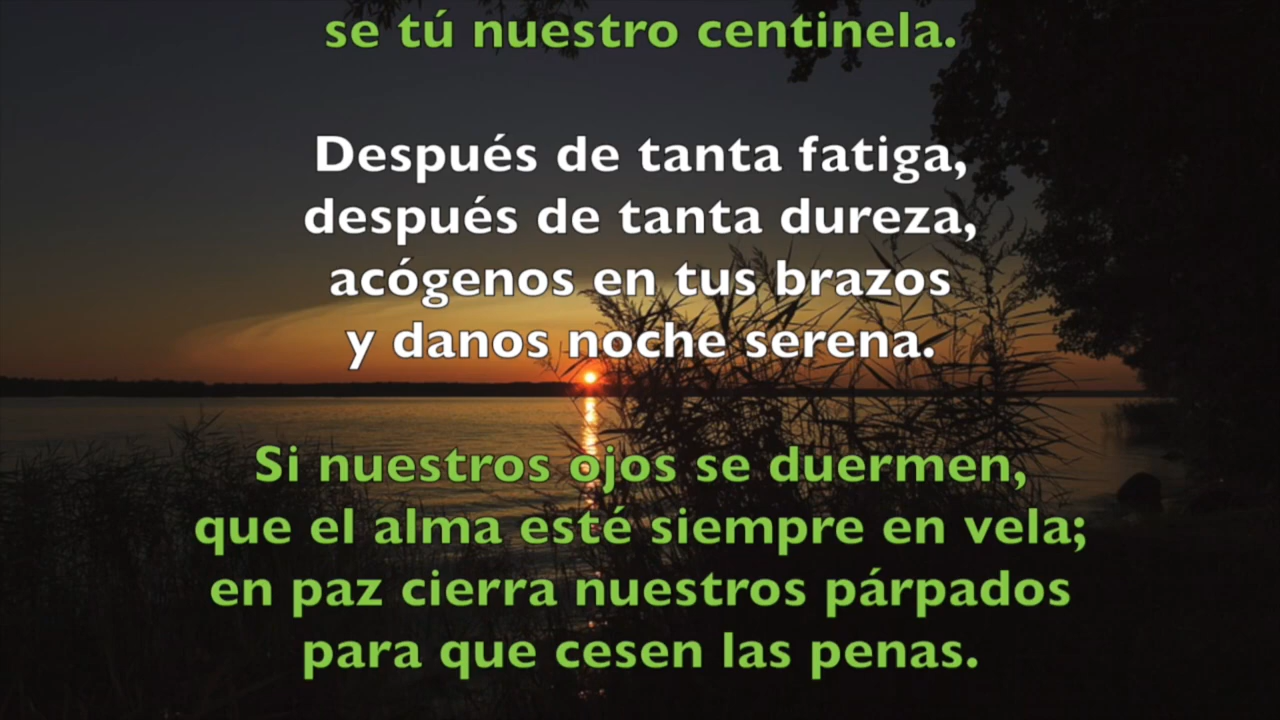 se tú nuestro centinela.
Después de tanta fatiga,
después de tanta dureza,
acógenos en tus brazos
y danos noche serena.
Si nuestros ojos se duermen,
que el alma esté siempre en vela;
en paz cierra nuestros párpados
para que cesen las penas.